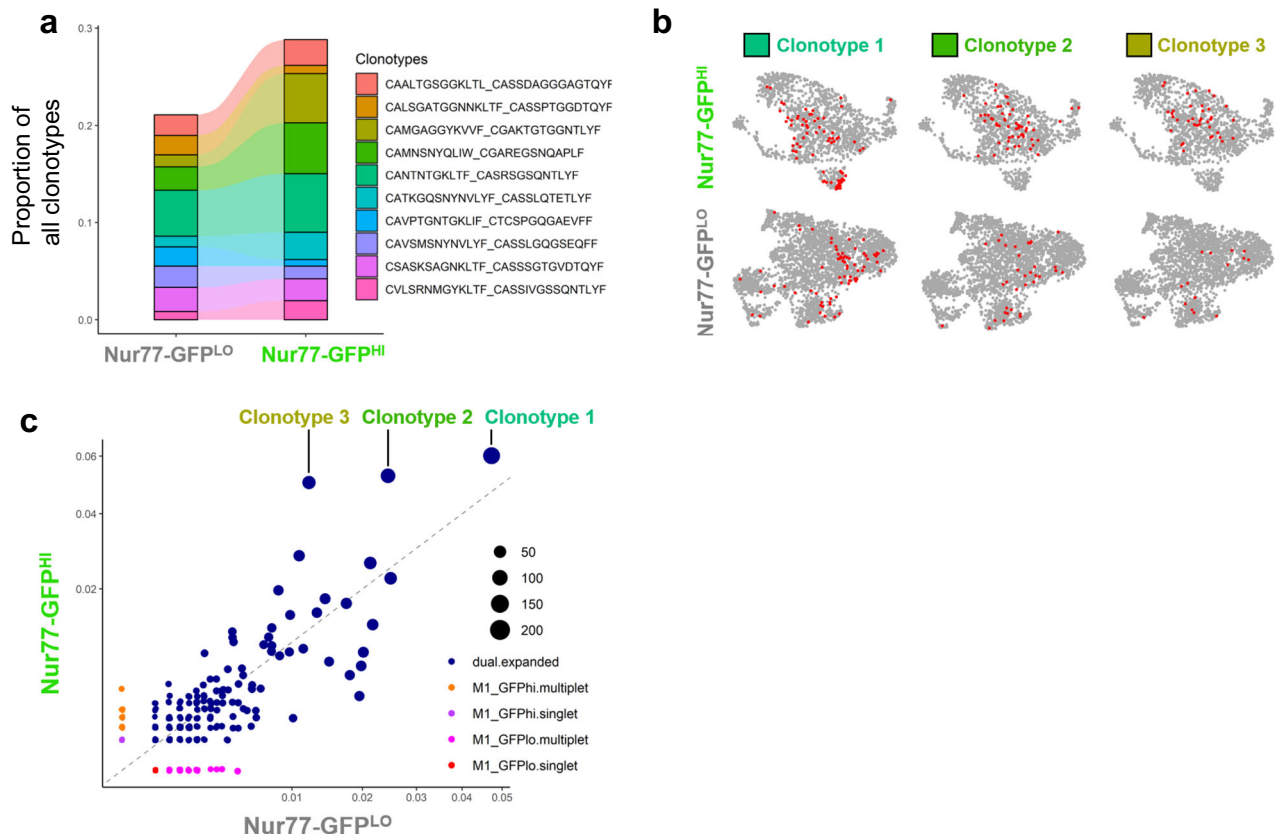 a
Proportion of
all clonotypes
0.3
0.2
0.1
0.0
Nur77-GFPLO
Nur77-GFPHI
Clonotypes
CAALTGSGGKLTL_CASSDAGGGAGTQYF
CALSGATGGNNKLTF_CASSPTGGDTQYF
CAMGAGGYKVVF_CGAKTGTGGNTLYF
CAMNSNYQLIW_CGAREGSNQAPLF
CANTNTGKLTF_CASRSGSQNTLYF
CATKGQSNYNVLYF_CASSLQTETLYF
CAVPTGNTGKLIF_CTCSPGQGAEVFF
CAVSMSNYNVLYF_CASSLGQGSEQFF
CSASKSAGNKLTF_CASSSGTGVDTQYF
CVLSRNMGYKLTF_CASSIVGSSQNTLYF
b
Clonotype 1
Clonotype 2
Clonotype 3
Nur77-GFPHI
Nur77-GFPLO
c
Clonotype 3
Clonotype 2
Clonotype 1
Nur77-GFPHI
0.06
0.04
0.02
50
100
150
200
dual.expanded
M1_GFPhi.multiplet
M1_GFPhi.singlet
M1_GFPlo.multiplet
M1_GFPlo.singlet
0.01
0.02
0.03
0.04
0.05
Nur77-GFPLO